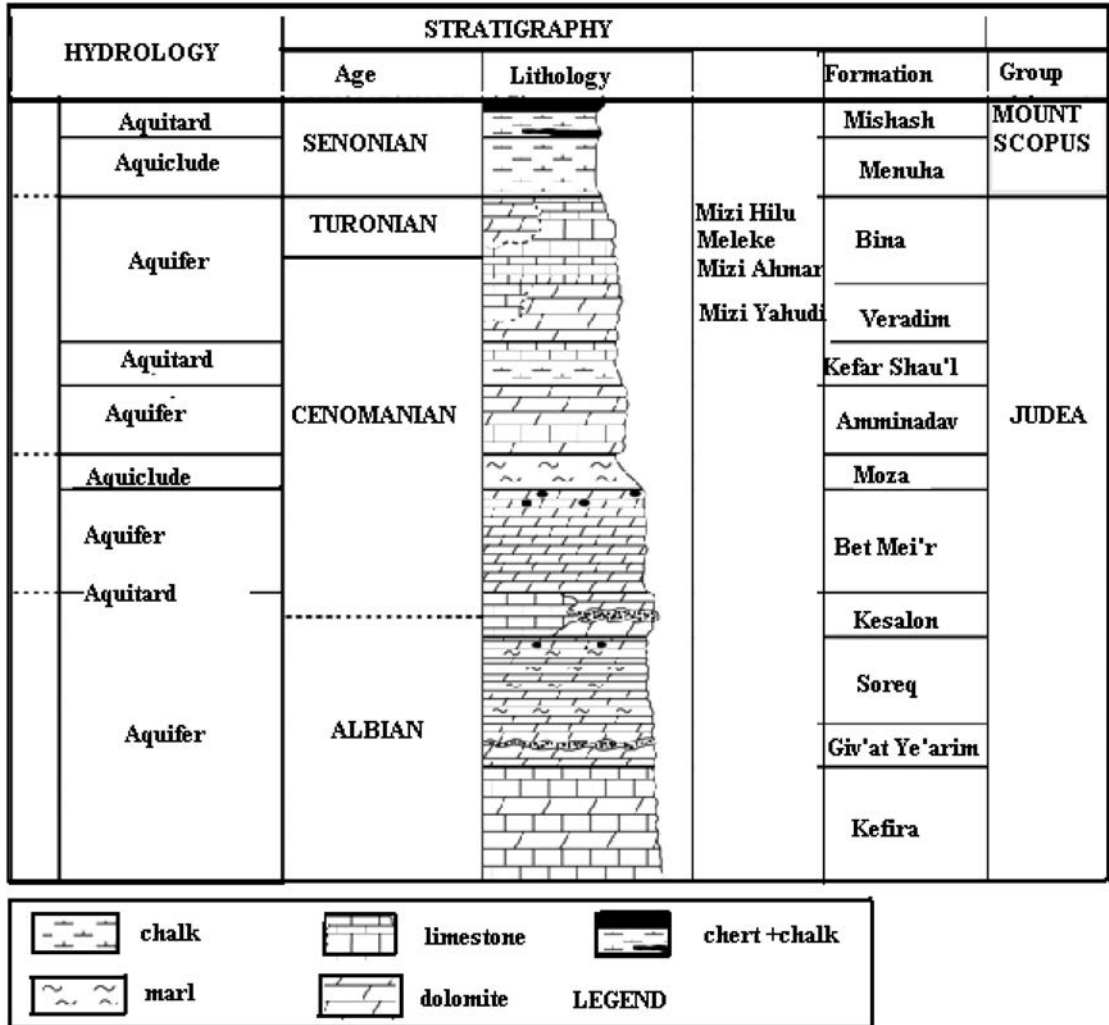 HYDROLOGY
STRATIGRAPHY
Age
Lithology
Formation
Group
Aquitard
SENONIAN
Mishash
MOUNT
SCOPUS
Aquiclude
Menuha
Aquifer
TURONIAN
Mizi Hilu
Meleke
Mizi Ahmar
Bina
Mizi Yahudi
Veradim
Aquitard
Kefar Shau'l
Aquifer
CENOMANIAN
Amminadav
JUDEA
Aquiclude
Moza
Aquifer
Bet Mei'r
Aquitard
Kesalon
Soreq
Aquifer
ALBIAN
Giv'at Ye'arim
Kefira
chalk
limestone
chert +chalk
marl
dolomite
LEGEND